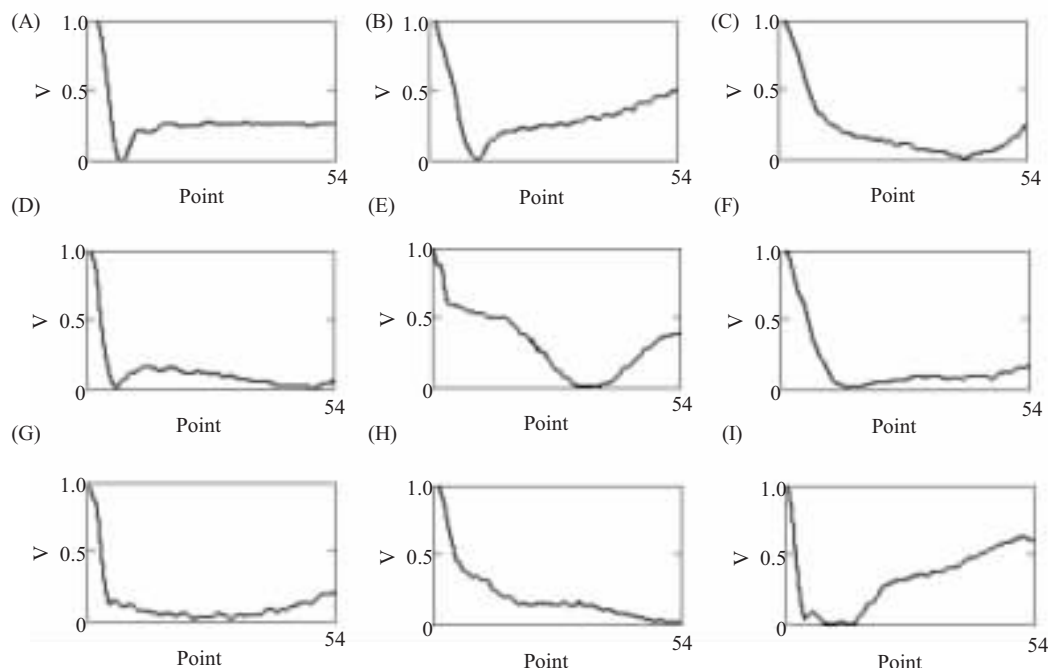 (A) 1.0 V 0.5 0 Point 54
(B) 1.0 V 0.5 0 Point 54
(C) 1.0 V 0.5 0 Point 54
(D) 1.0 V 0.5 0 Point 54
(E) 1.0 V 0.5 0 Point 54
(F) 1.0 V 0.5 0 Point 54
(G) 1.0 V 0.5 0 Point 54
(H) 1.0 V 0.5 0 Point 54
(I) 1.0 V 0.5 0 Point 54